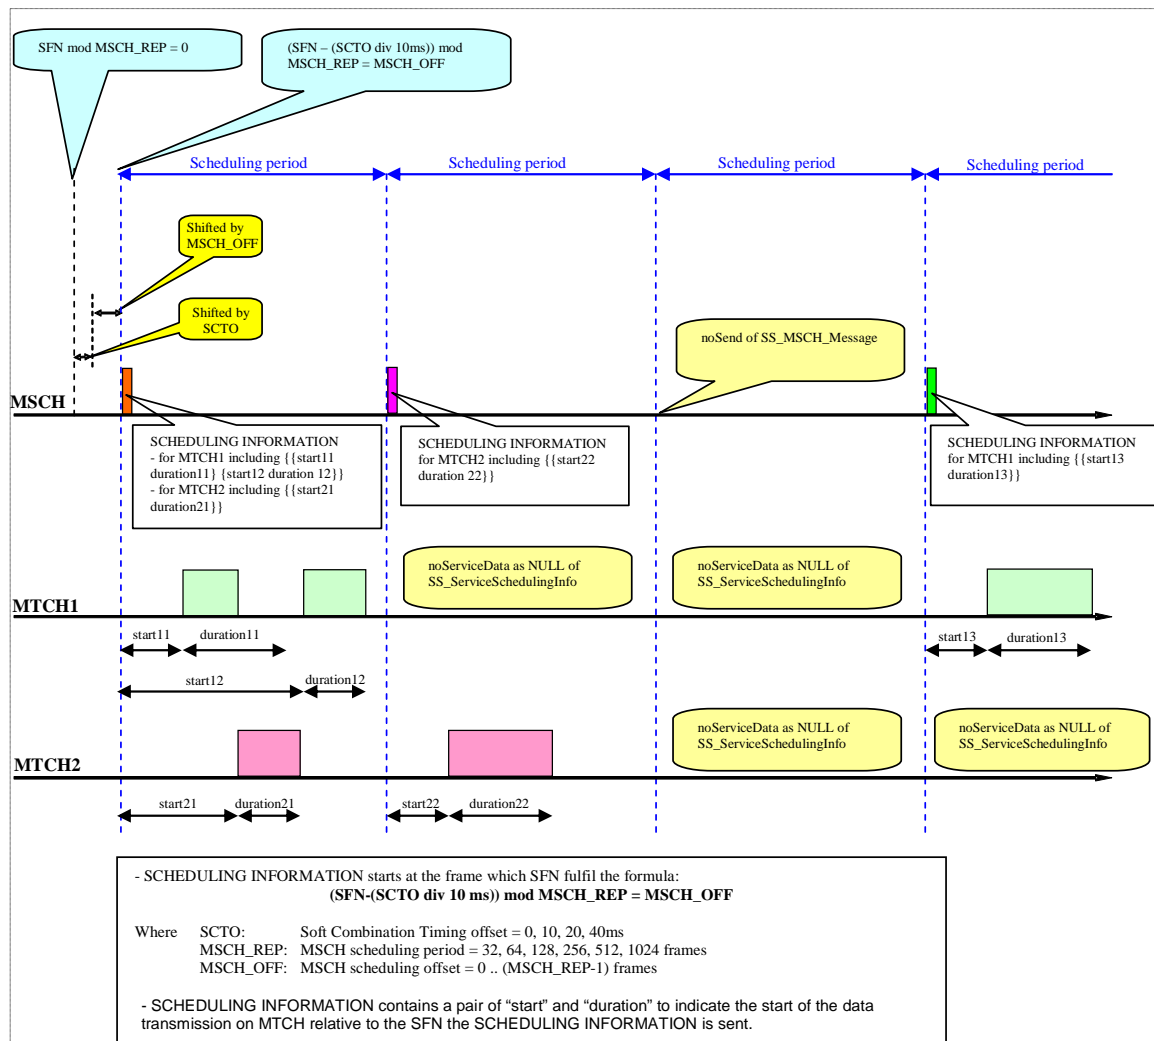 SFN mod MSCH_REP = 0
(SFN – (SCTO div 10ms)) mod
MSCH_REP = MSCH_OFF
Scheduling period
Scheduling period
Scheduling period
Scheduling period
Shifted by
MSCH_OFF
Shifted by
SCTO
noSend of SS_MSCH_Message
MSCH
SCHEDULING INFORMATION
- for MTCH1 including {{start11
duration11} {start12 duration 12}}
- for MTCH2 including {{start21
duration21}}
SCHEDULING INFORMATION
for MTCH2 including {{start22
duration 22}}
SCHEDULING INFORMATION
for MTCH1 including {{start13
duration13}}
noServiceData as NULL of
SS_ServiceSchedulingInfo
noServiceData as NULL of
SS_ServiceSchedulingInfo
MTCH1
start11
duration11
start13
duration13
start12
duration12
noServiceData as NULL of
SS_ServiceSchedulingInfo
noServiceData as NULL of
SS_ServiceSchedulingInfo
MTCH2
start21
duration21
start22
duration22
- SCHEDULING INFORMATION starts at the frame which SFN fulfil the formula:
(SFN-(SCTO div 10 ms)) mod MSCH_REP = MSCH_OFF
Where SCTO: Soft Combination Timing offset = 0, 10, 20, 40ms
MSCH_REP: MSCH scheduling period = 32, 64, 128, 256, 512, 1024 frames
MSCH_OFF: MSCH scheduling offset = 0 .. (MSCH_REP-1) frames
- SCHEDULING INFORMATION contains a pair of “start” and “duration” to indicate the start of the data
transmission on MTCH relative to the SFN the SCHEDULING INFORMATION is sent.